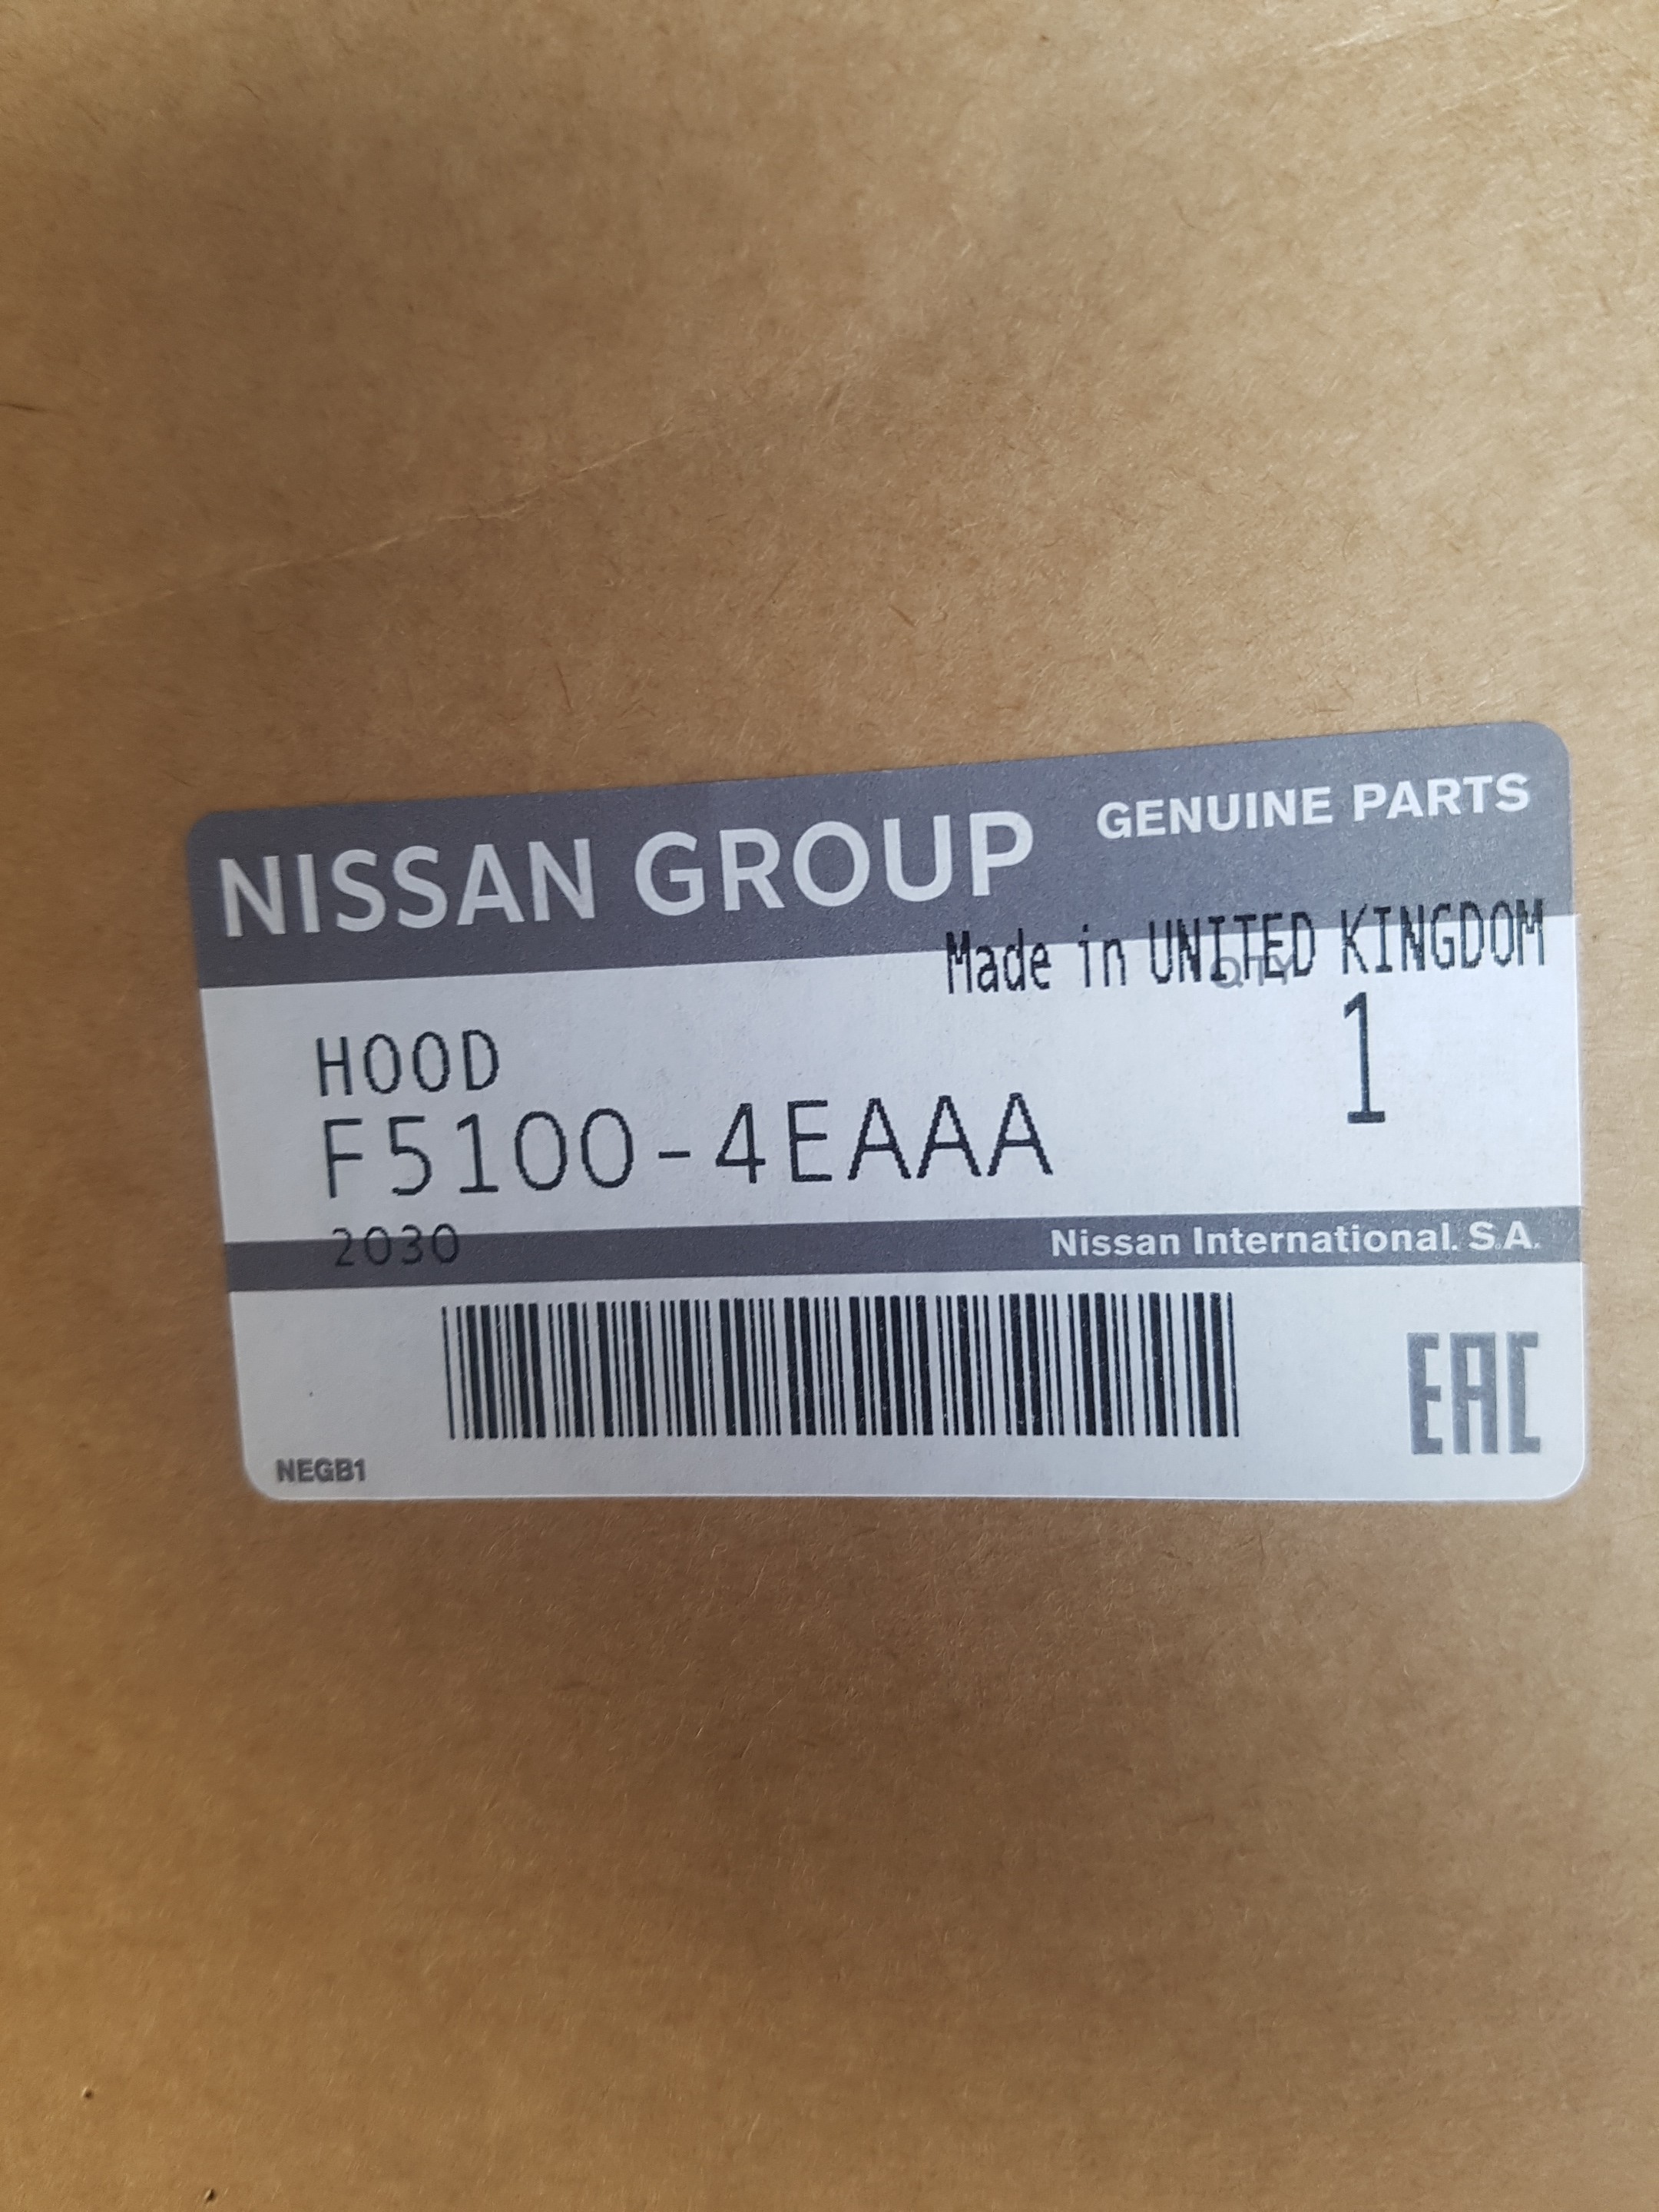 NISSAN GROUP
GENUINE PARTS
Made in UNITED KINGDOM
QTY
HOOD
1
F5100-4EAAA
2030
Nissan International. S.A.
EAC
NEGB1